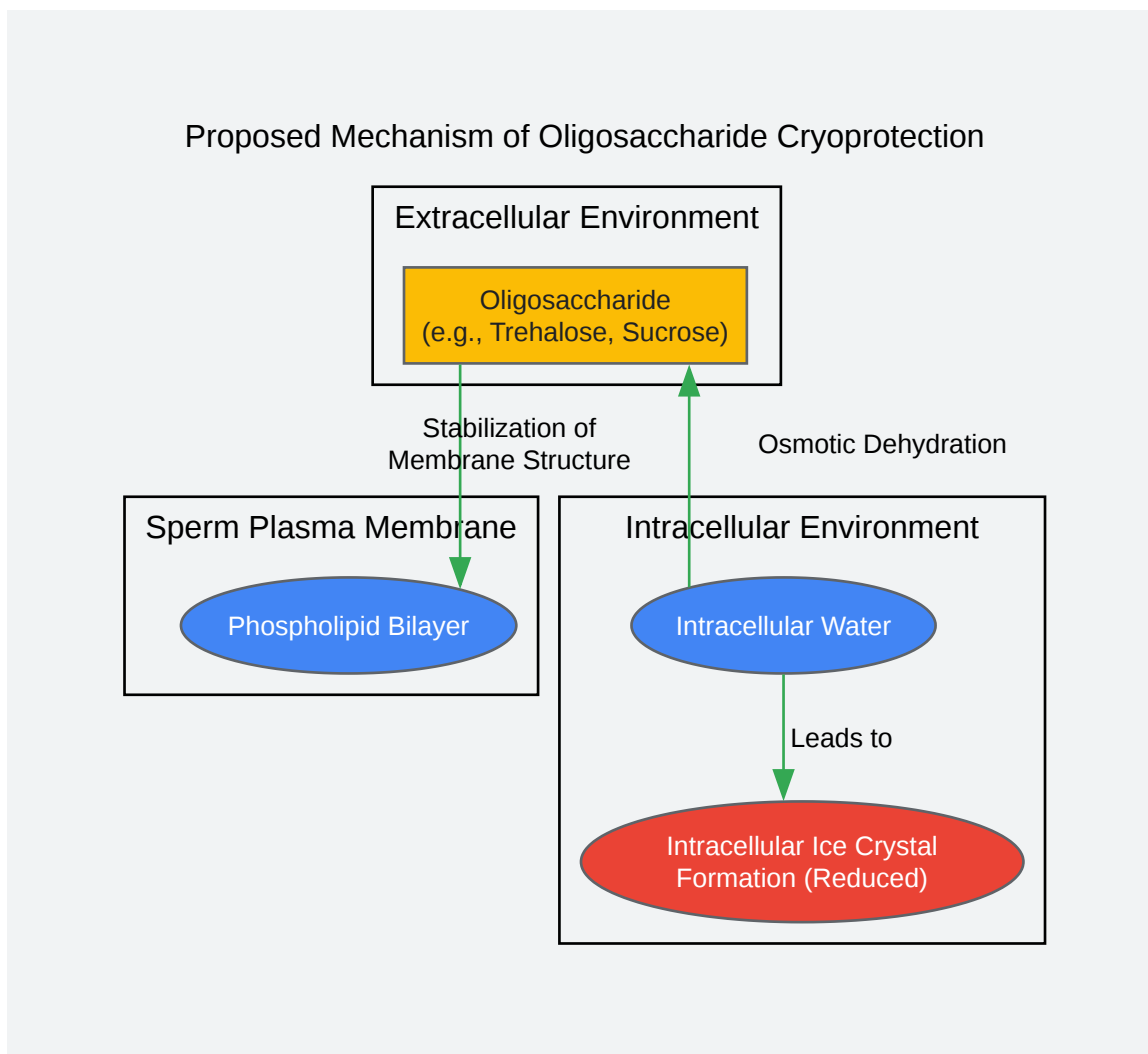 Proposed Mechanism of Oligosaccharide Cryoprotection
Extracellular Environment
Oligosaccharide
(e.g., Trehalose, Sucrose)
Stabilization of
Membrane Structure
Osmotic Dehydration
Sperm Plasma Membrane
Phospholipid Bilayer
Intracellular Environment
Intracellular Water
Leads to
Intracellular Ice Crystal
Formation (Reduced)